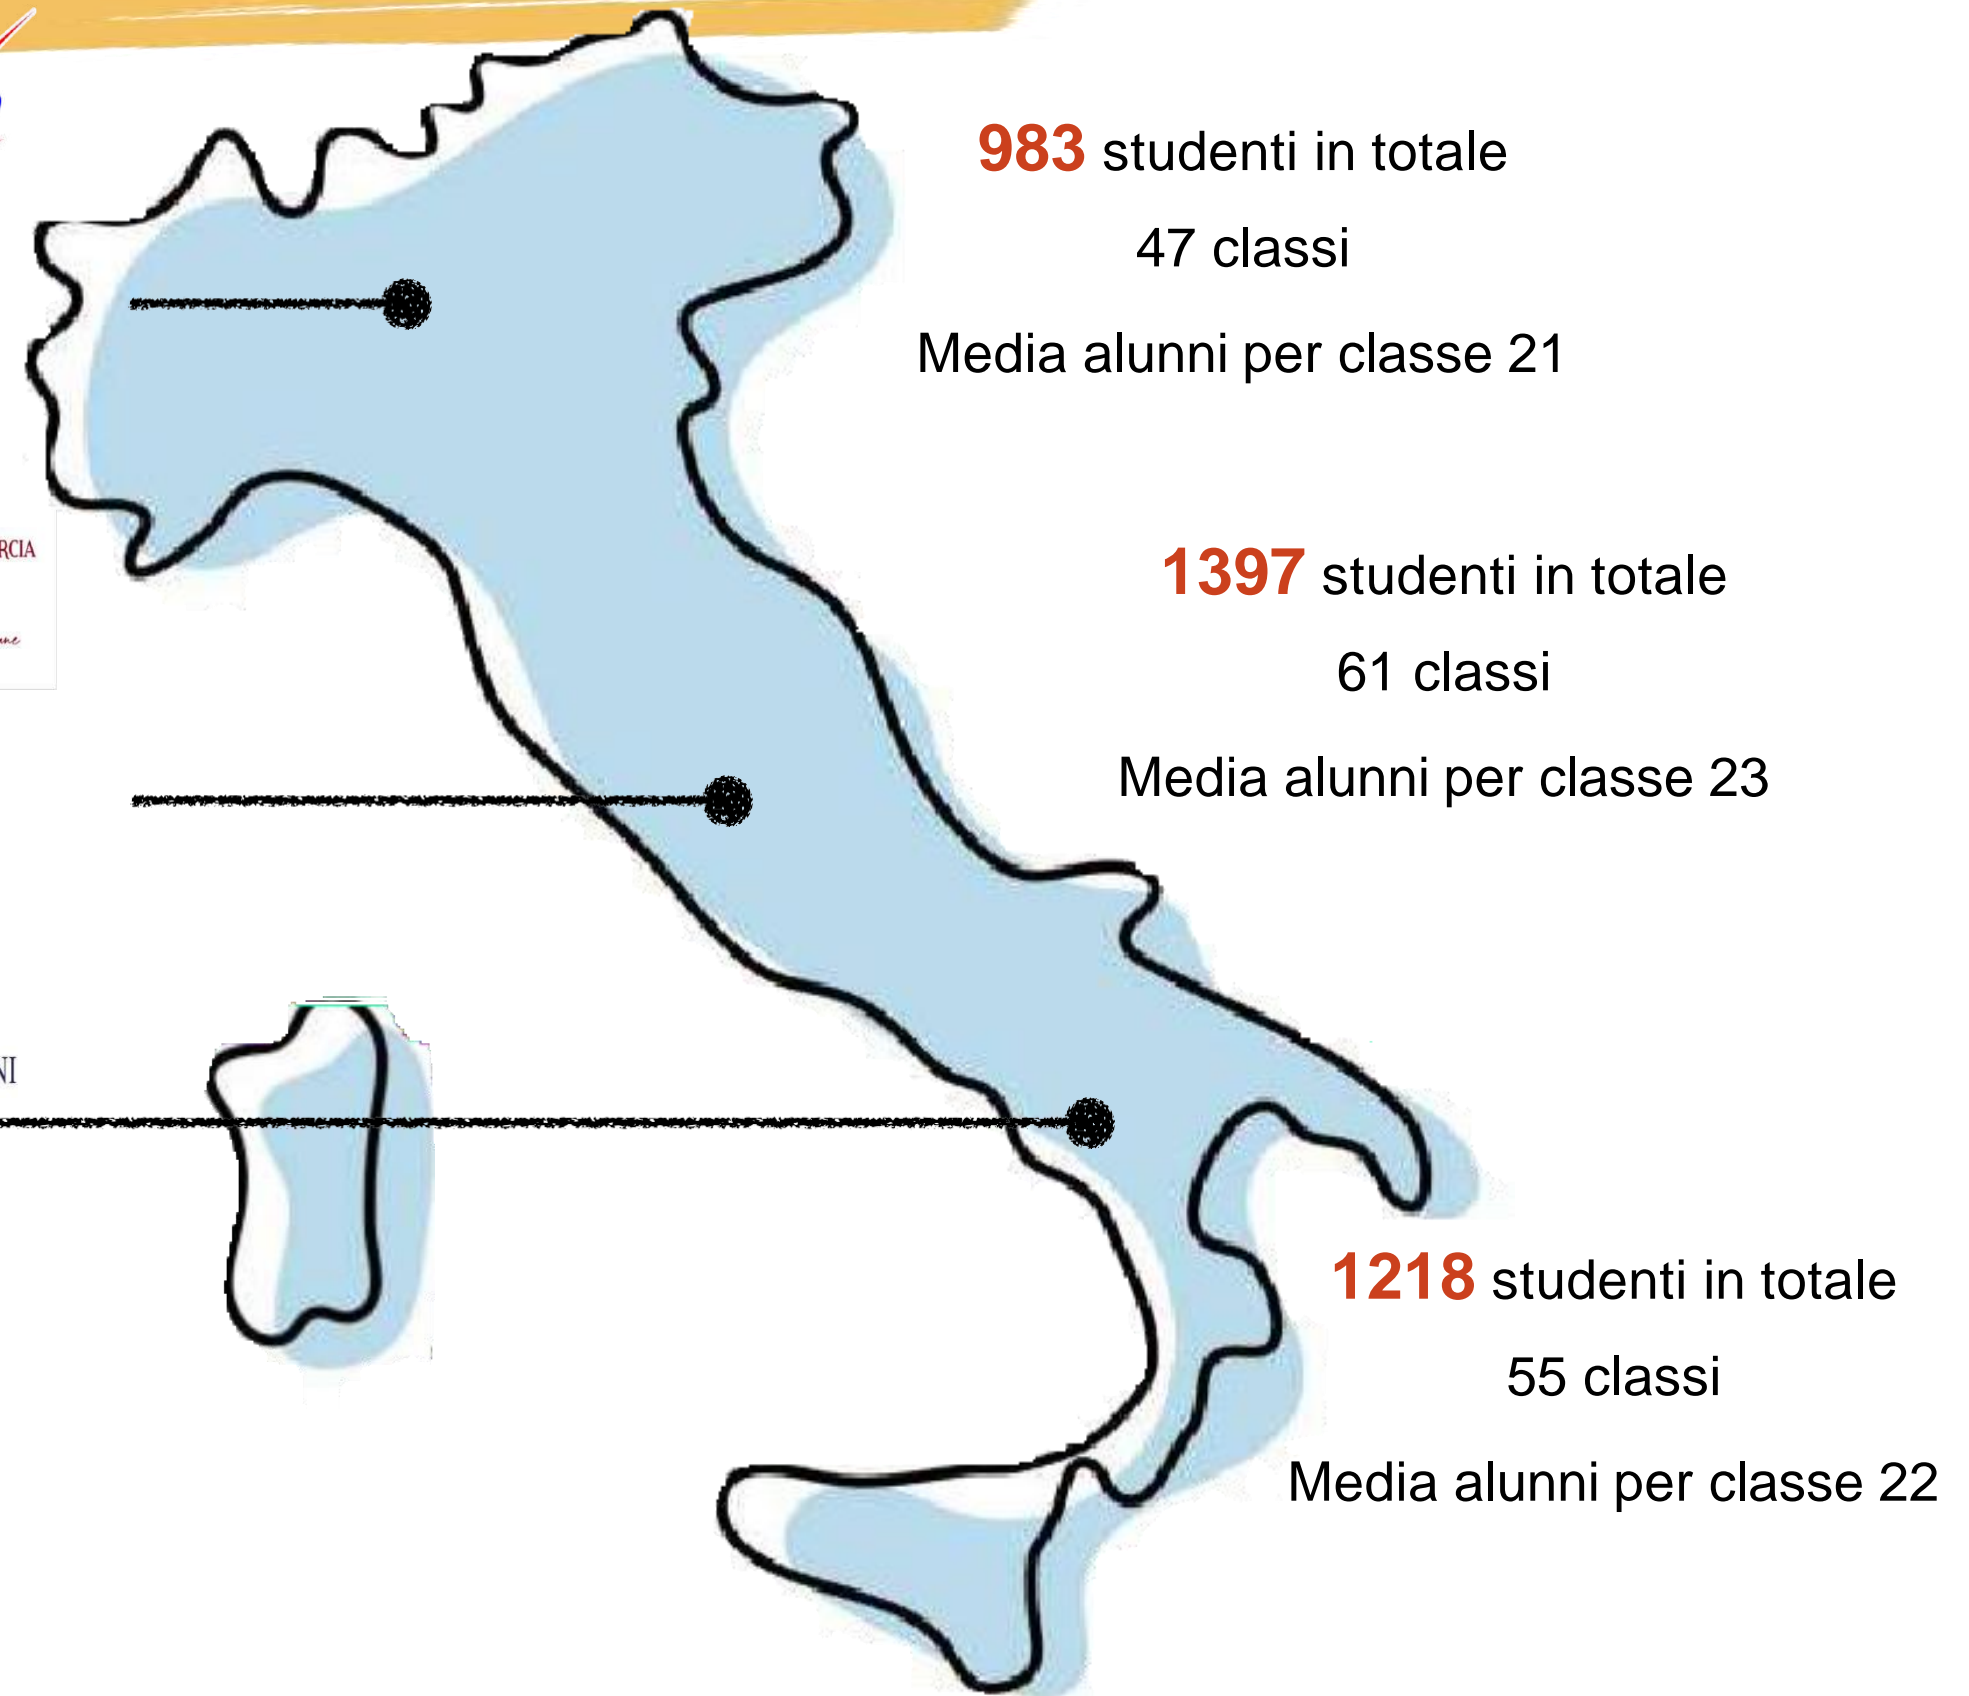 983 studenti in totale
47 classi
Media alunni per classe 21
1397 studenti in totale
61 classi
Media alunni per classe 23
1218 studenti in totale
55 classi
Media alunni per classe 22